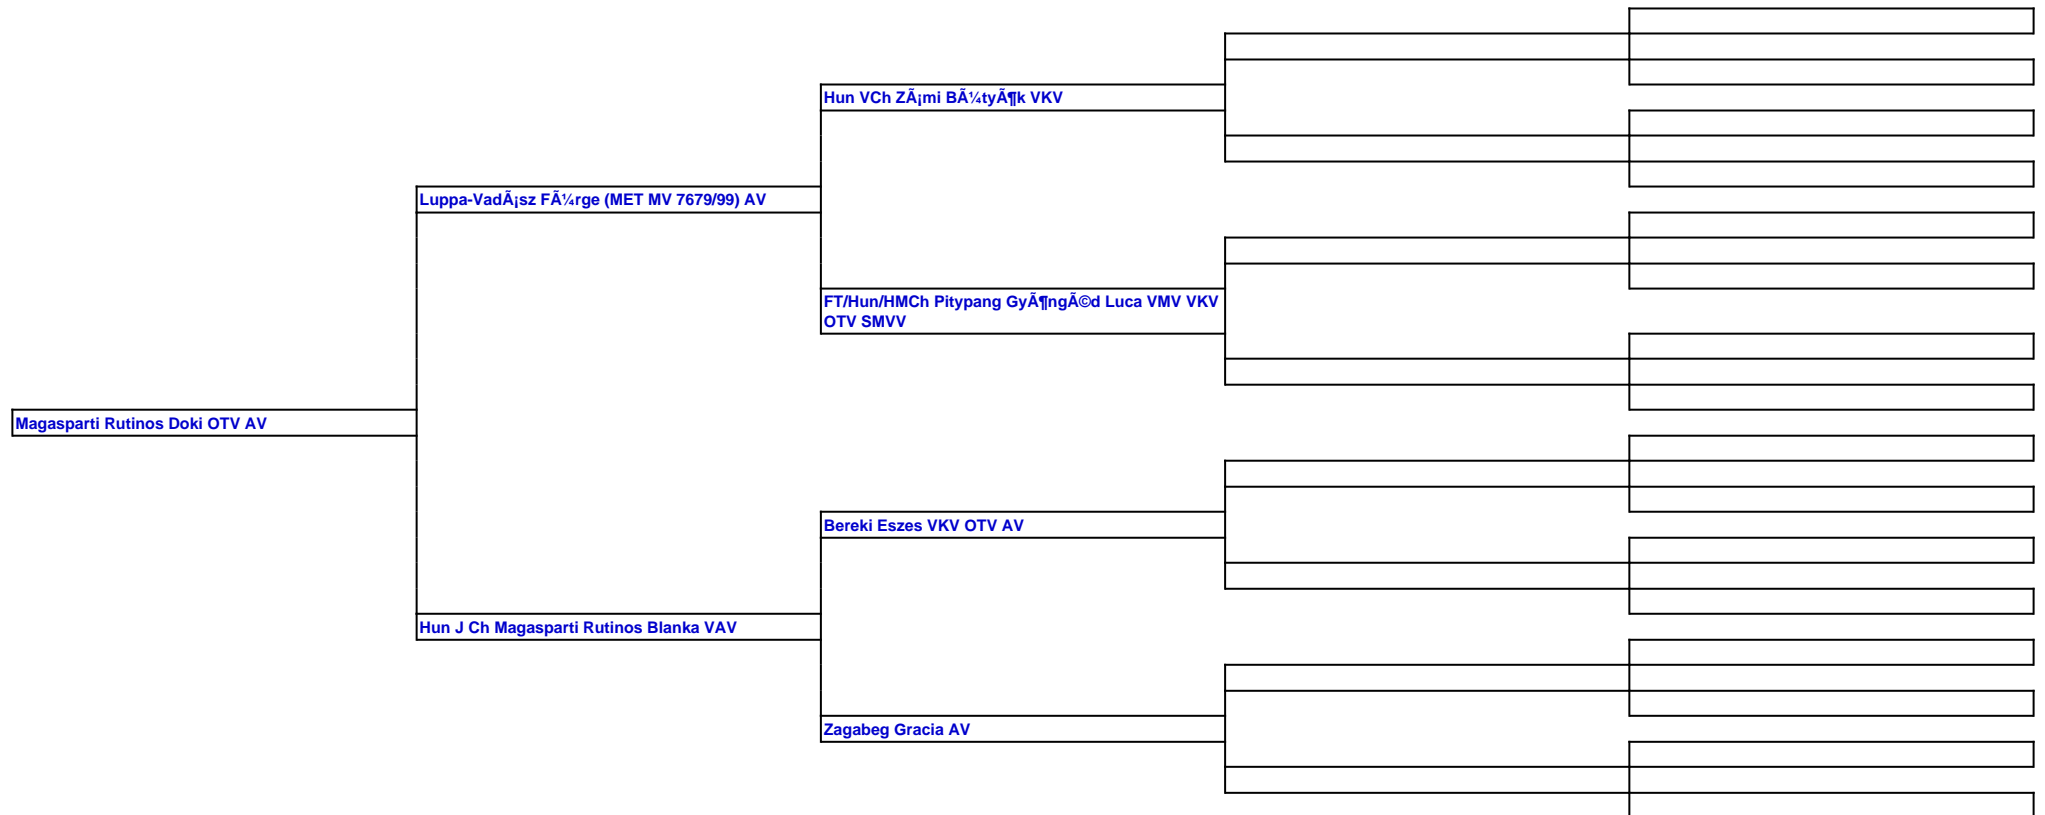 Hun VCh ZÃ¡mi BÃ¼tyÃ¶k VKV
Luppa-VadÃ¡sz FÃ¼rge (MET MV 7679/99) AV
FT/Hun/HMCh Pitypang GyÃ¶ngÃ©d Luca VMV VKV
OTV SMVV
Magasparti Rutinos Doki OTV AV
Bereki Eszes VKV OTV AV
Hun J Ch Magasparti Rutinos Blanka VAV
Zagabeg Gracia AV